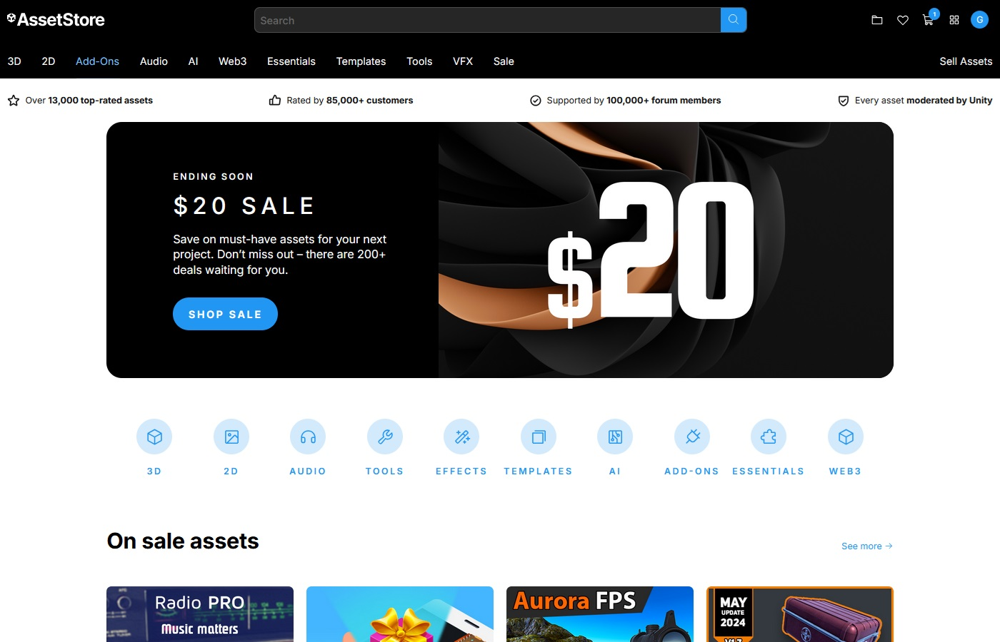 AssetStore
Search
1
G
3D 2D Add-Ons Audio AI Web3 Essentials Templates Tools VFX Sale Sell Assets
Over 13,000 top-rated assets
Rated by 85,000+ customers
Supported by 100,000+ forum members
Every asset moderated by Unity
ENDING SOON
$20 SALE
Save on must-have assets for your next
project. Don’t miss out – there are 200+
deals waiting for you.
SHOP SALE
$20
3D 2D AUDIO TOOLS EFFECTS TEMPLATES AI ADD-ONS ESSENTIALS WEB3
On sale assets
See more →
Radio PRO
Music matters
Aurora FPS
MAY
UPDATE
2024